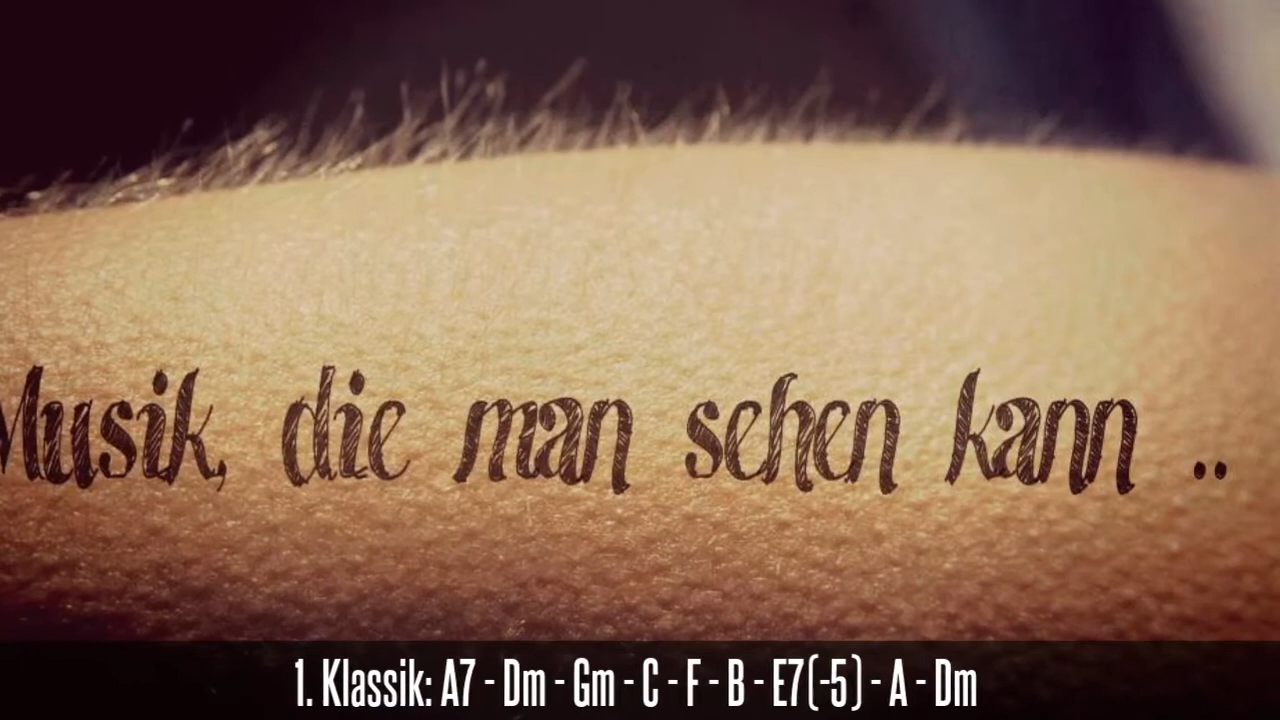 Musik, die man sehen kann ..
1. Klassik: A7 - Dm - Gm - C - F - B - E7(-5) - A - Dm